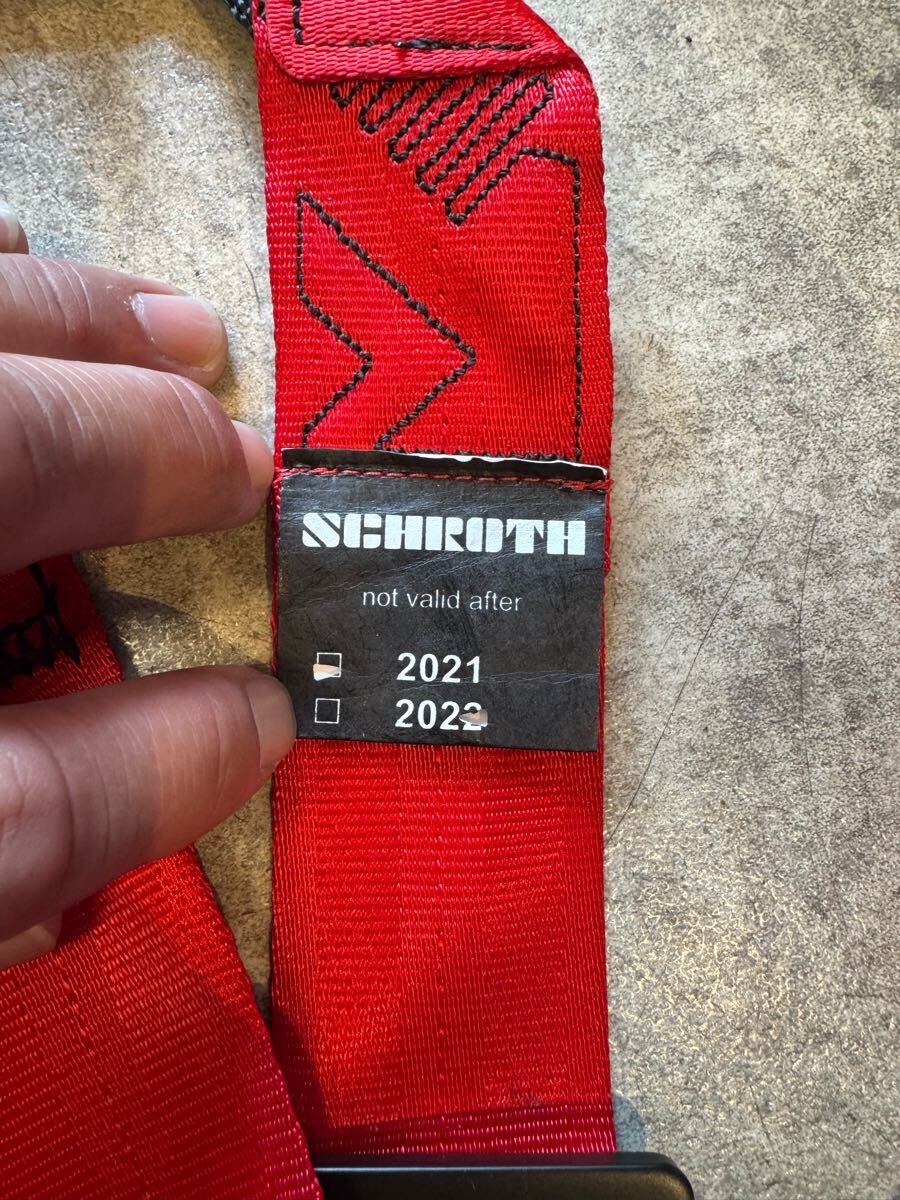 SCHROTH
not valid after
2021
2022